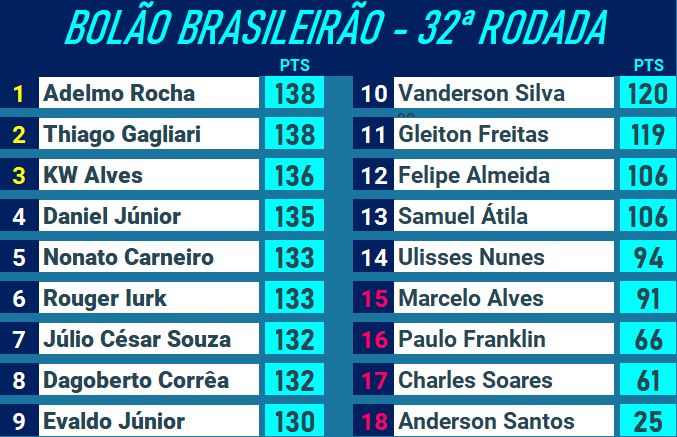 BOLÃO BRASILEIRÃO - 32ª RODADA
PTS
1 Adelmo Rocha 138
2 Thiago Gagliari 138
3 KW Alves 136
4 Daniel Júnior 135
5 Nonato Carneiro 133
6 Rouger Iurk 133
7 Júlio César Souza 132
8 Dagoberto Corrêa 132
9 Evaldo Júnior 130
PTS
10 Vanderson Silva 120
11 Gleiton Freitas 119
12 Felipe Almeida 106
13 Samuel Átila 106
14 Ulisses Nunes 94
15 Marcelo Alves 91
16 Paulo Franklin 66
17 Charles Soares 61
18 Anderson Santos 25